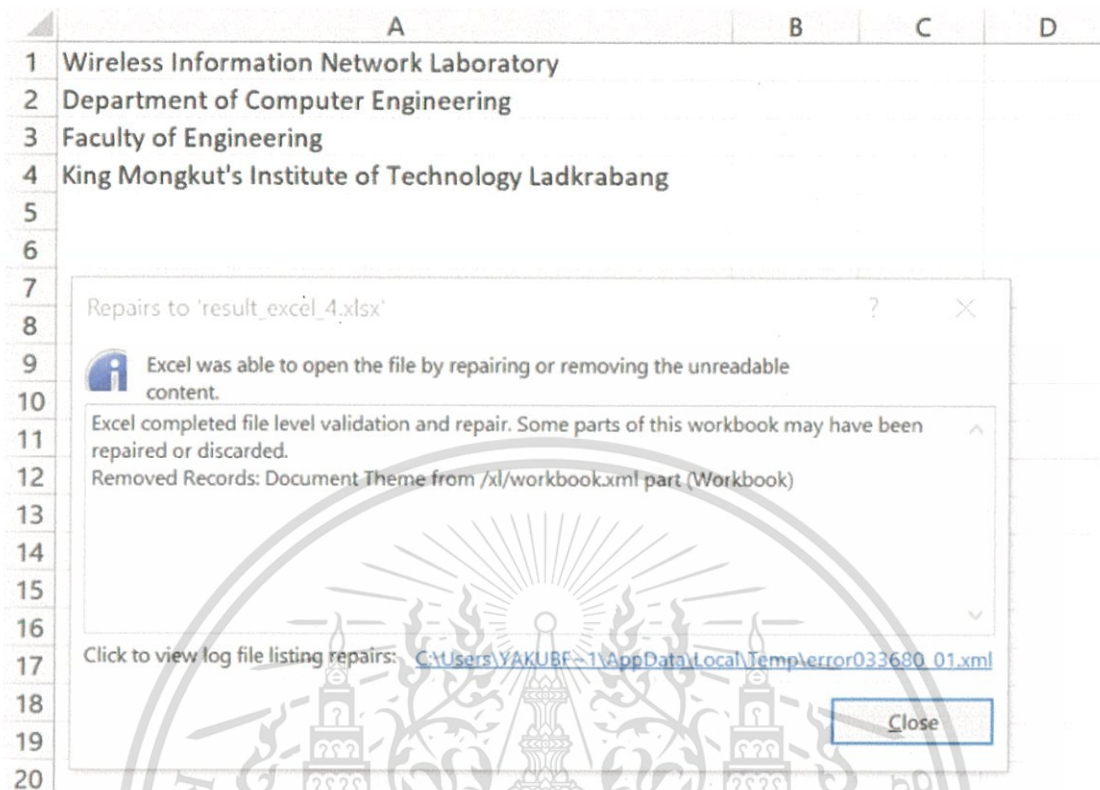 A B C D
1 Wireless Information Network Laboratory
2 Department of Computer Engineering
3 Faculty of Engineering
4 King Mongkut's Institute of Technology Ladkrabang
5
6
7
Repairs to 'result_excel_4.xlsx' ? ×
8
9 Excel was able to open the file by repairing or removing the unreadable
10 content.
Excel completed file level validation and repair. Some parts of this workbook may have been
11 repaired or discarded.
12 Removed Records: Document Theme from /xl/workbook.xml part (Workbook)
13
14
15
16
17 Click to view log file listing repairs: C:\Users\YAKUBF~1\AppData\Local\Temp\error033680_01.xml
18
Close
19
20